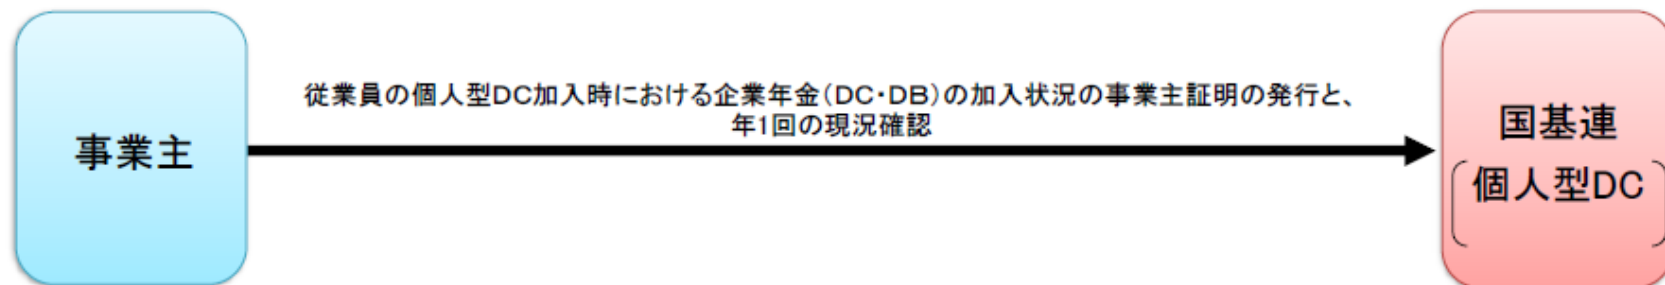 事業主
従業員の個人型DC加入時における企業年金(DC・DB)の加入状況の事業主証明の発行と、
年1回の現況確認
国基連
個人型DC